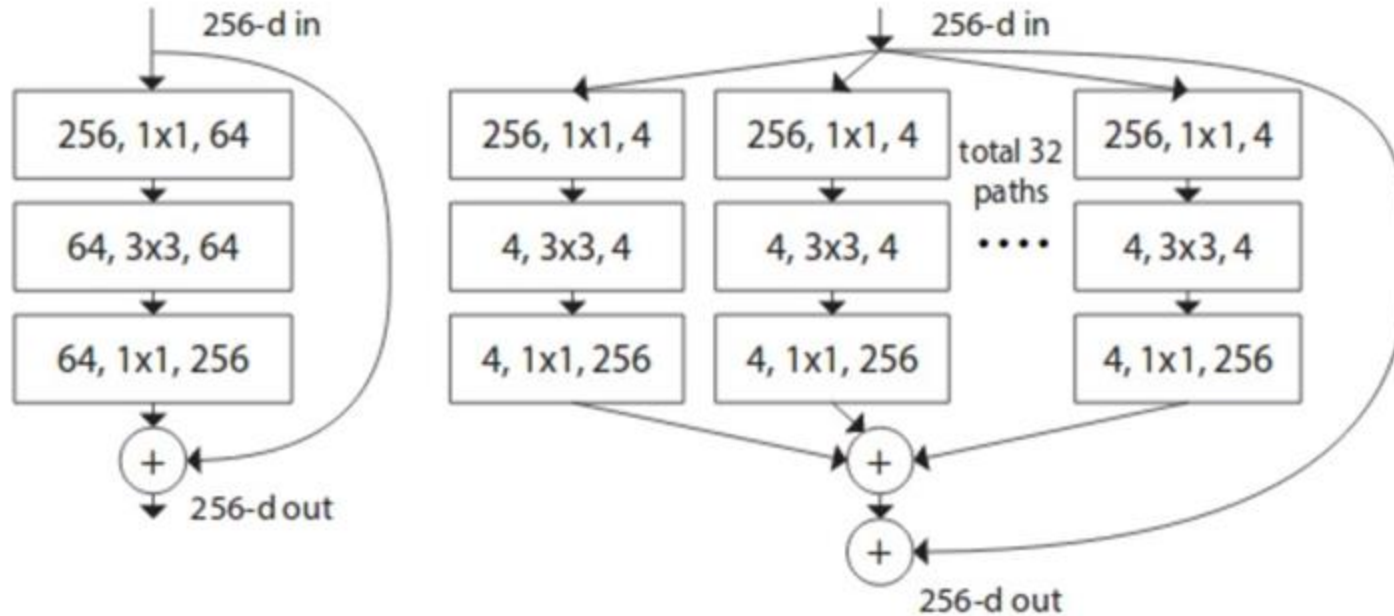 256-d in
256, 1x1, 64
64, 3x3, 64
64, 1x1, 256
+
256-d out
256-d in
256, 1x1, 4
256, 1x1, 4
total 32
paths
256, 1x1, 4
4, 3x3, 4
4, 3x3, 4
....
4, 3x3, 4
4, 1x1, 256
4, 1x1, 256
4, 1x1, 256
+
+
256-d out